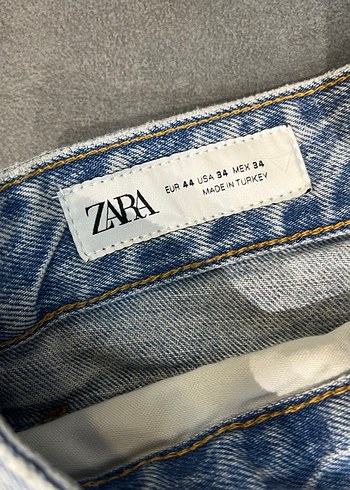 ZARA
EUR 44 USA 34 MEX 34
MADE IN TURKEY